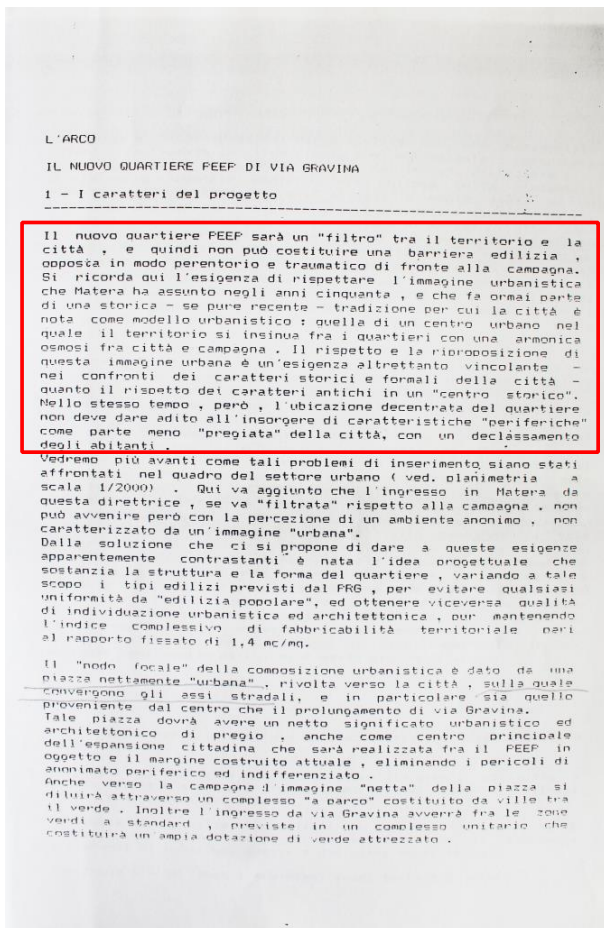 L'ARCO
IL NUOVO QUARTIERE PEEP DI VIA GRAVINA
1 - I caratteri del progetto
Il nuovo quartiere PEEP sarà un "filtro" tra il territorio e la
città , e quindi non può costituire una barriera edilizia ,
opposta in modo perentorio e traumatico di fronte alla campagna.
Si ricorda qui l'esigenza di rispettare l'immagine urbanistica
che Matera ha assunto negli anni cinquanta , e che fa ormai parte
di una storica - se pure recente - tradizione per cui la città è
nota come modello urbanistico : quella di un centro urbano nel
quale il territorio si insinua fra i quartieri con una armonica
osmosi fra città e campagna . Il rispetto e la riproposizione di
questa immagine urbana è un'esigenza altrettanto vincolante -
nei confronti dei caratteri storici e formali della città -
quanto il rispetto dei caratteri antichi in un "centro storico".
Nello stesso tempo , però , l'ubicazione decentrata del quartiere
non deve dare adito all'insorgere di caratteristiche "periferiche"
come parte meno "pregiata" della città, con un declassamento
degli abitanti .
Vedremo più avanti come tali problemi di inserimento siano stati
affrontati nel quadro del settore urbano ( ved. planimetria a
scala 1/2000) . Qui va aggiunto che l'ingresso in Matera da
questa direttrice , se va "filtrata" rispetto alla campagna , non
può avvenire però con la percezione di un ambiente anonimo , non
caratterizzato da un'immagine "urbana".
Dalla soluzione che ci si propone di dare a queste esigenze
apparentemente contrastanti è nata l'idea progettuale che
sostanzia la struttura e la forma del quartiere , variando a tale
scopo i tipi edilizi previsti dal PRG , per evitare qualsiasi
uniformità da "edilizia popolare", ed ottenere viceversa qualità
di individuazione urbanistica ed architettonica , pur mantenendo
l'indice complessivo di fabbricabilità territoriale pari
al rapporto fissato di 1,4 mc/mq.
Il "nodo focale" della composizione urbanistica è dato da una
piazza nettamente "urbana" , rivolta verso la città , sulla quale
convergono gli assi stradali, e in particolare sia quello
proveniente dal centro che il prolungamento di via Gravina.
Tale piazza dovrà avere un netto significato urbanistico ed
architettonico di pregio , anche come centro principale
dell'espansione cittadina che sarà realizzata fra il PEEP in
oggetto e il margine costruito attuale , eliminando i pericoli di
anonimato periferico ed indifferenziato .
Anche verso la campagna l'immagine "netta" della piazza si
diluirà attraverso un complesso "a parco" costituito da ville tra
il verde . Inoltre l'ingresso da via Gravina avverrà fra le zone
verdi a standard , previste in un complesso unitario che
costituirà un'ampia dotazione di verde attrezzato .